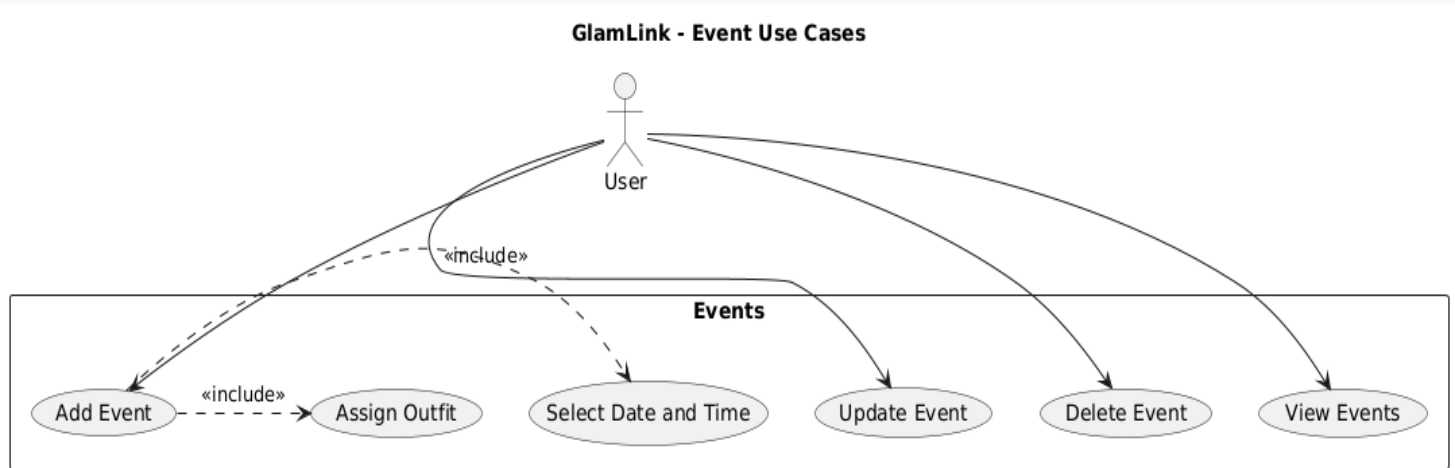 GlamLink - Event Use Cases
User
«include»
Events
«include»
Add Event
Assign Outfit
Select Date and Time
Update Event
Delete Event
View Events